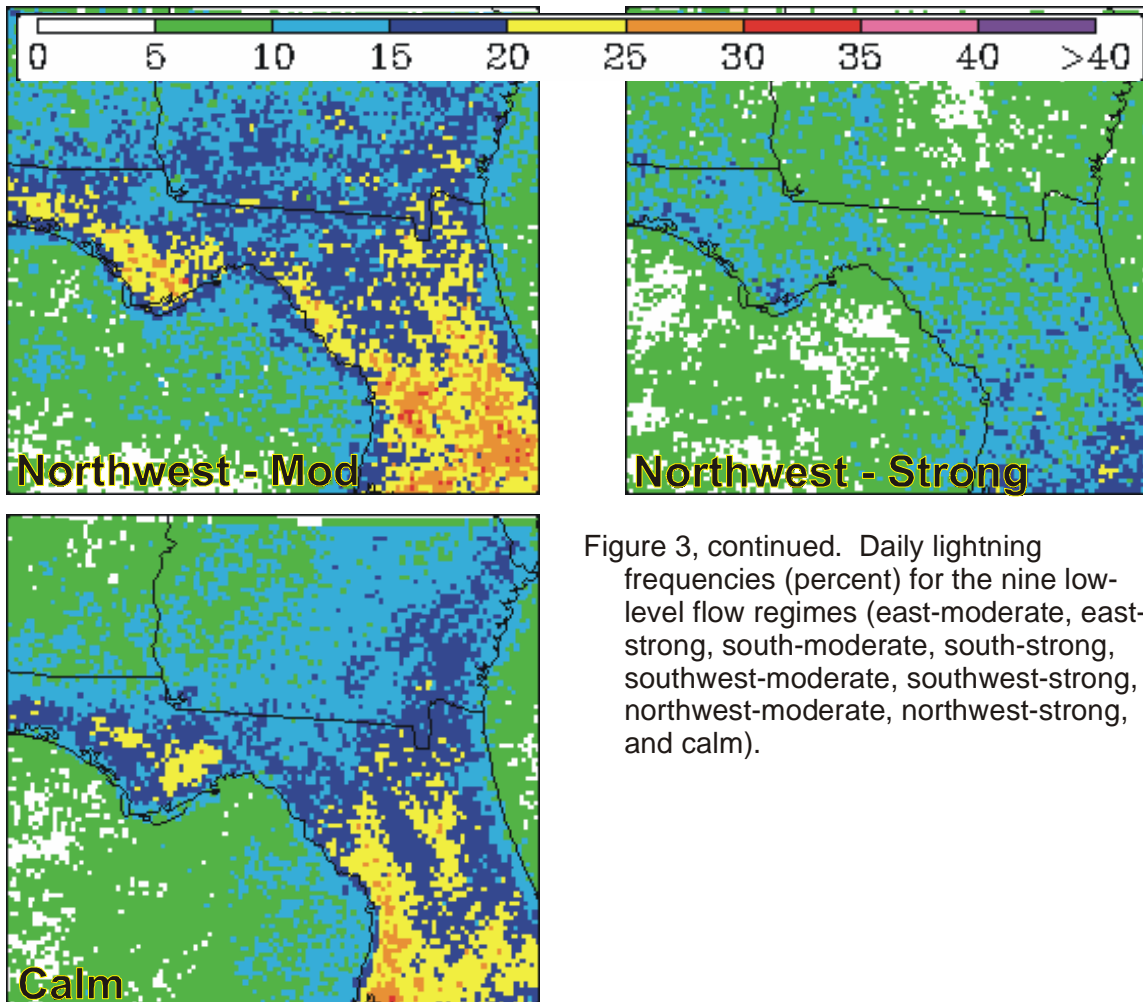 0 5 10 15 20 25 30 35 40 >40
Northwest - Mod
Northwest - Strong
Calm
Figure 3, continued. Daily lightning
frequencies (percent) for the nine low-
level flow regimes (east-moderate, east-
strong, south-moderate, south-strong,
southwest-moderate, southwest-strong,
northwest-moderate, northwest-strong,
and calm).